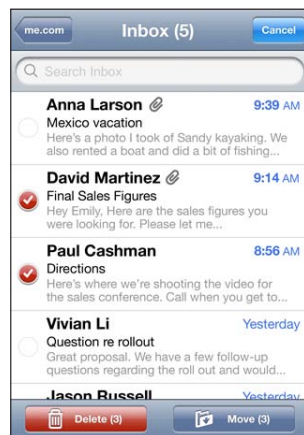 me.com Inbox (5) Cancel
Search Inbox
Anna Larson 9:39 AM
Mexico vacation
Here's a photo I took of Sandy kayaking. We
also rented a boat and did a bit of fishing...
David Martinez 9:14 AM
Final Sales Figures
Hey Emily, Here are the sales figures you
were looking for. Please let me...
Paul Cashman 8:56 AM
Directions
Here's where we're shooting the video for
the sales conference. Call when you get to...
Vivian Li Yesterday
Question re rollout
Great proposal. We have a few follow-up
questions regarding the roll out and would...
Jason Russell Yesterday
Delete (3) Move (3)